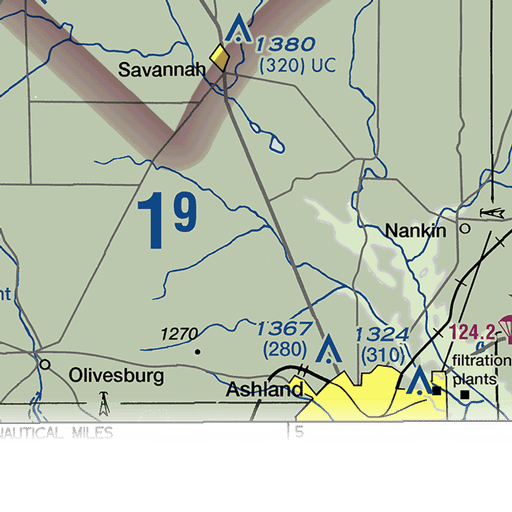 1380
(320) UC
Savannah
19
Nankin
nt
1367
(280)
1324
(310)
124.2
1270
filtration
plants
Olivesburg
Ashland
NAUTICAL MILES
5